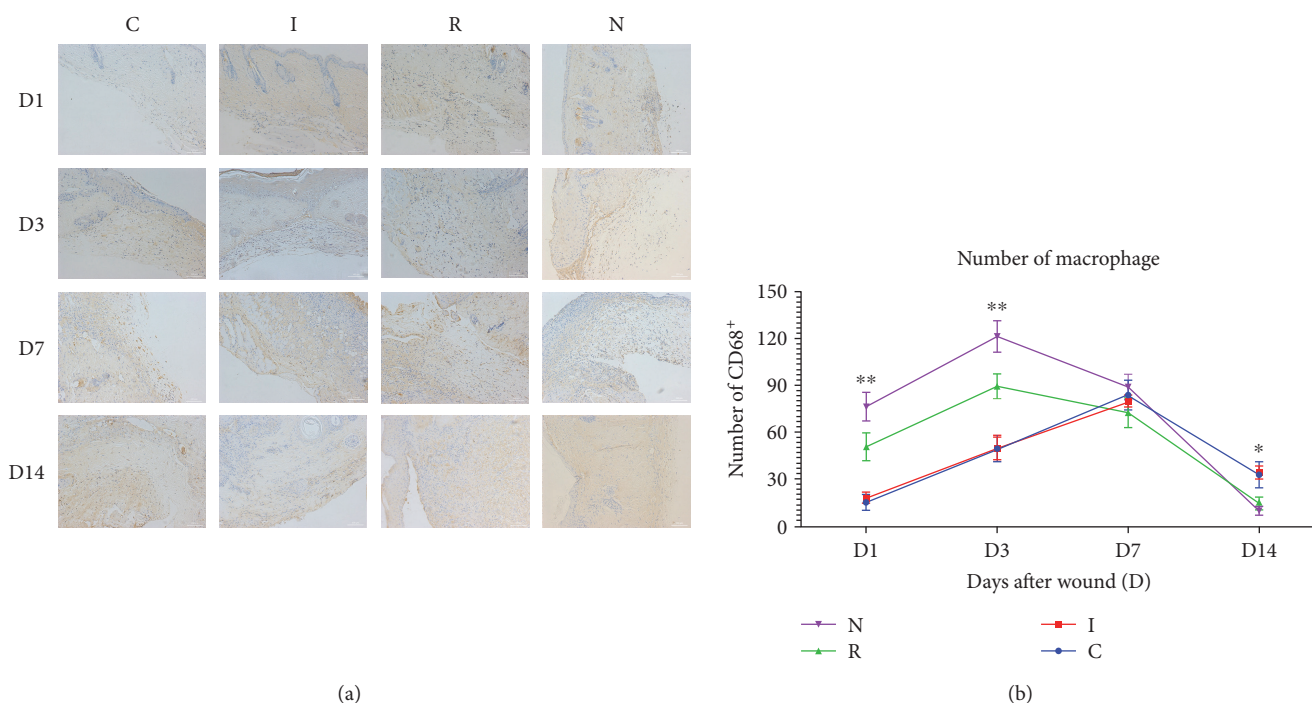 C I R N
D1
D3
D7
D14
(a)
Number of macrophage
Number of CD68⁺
150
120
90
60
30
0
**
**
*
D1 D3 D7 D14
Days after wound (D)
N I
R C
(b)